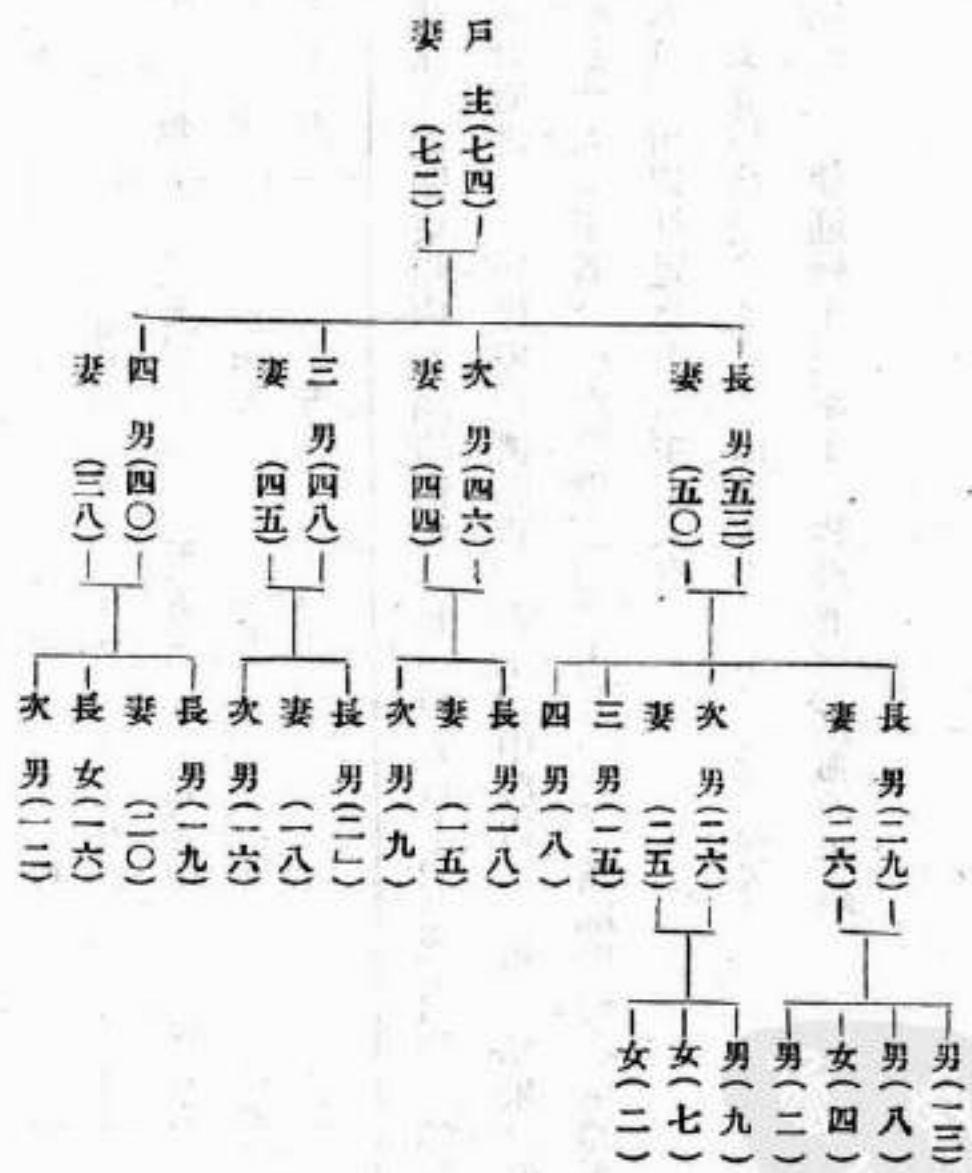 戸主(七四)
妻(七二)
長男(五三)
妻(五〇)
次男(四六)
妻(四四)
三男(四八)
妻(四五)
四男(四〇)
妻(三八)
長男(二九)
妻(二六)
次男(二六)
妻(二五)
三男(一五)
四男(八)
長男(一八)
妻(一五)
次男(九)
長男(二一)
妻(一八)
次男(一六)
長男(一九)
妻(二〇)
長女(一六)
次男(一二)
男(一三)
男(八)
女(四)
男(二)
男(九)
女(七)
女(二)